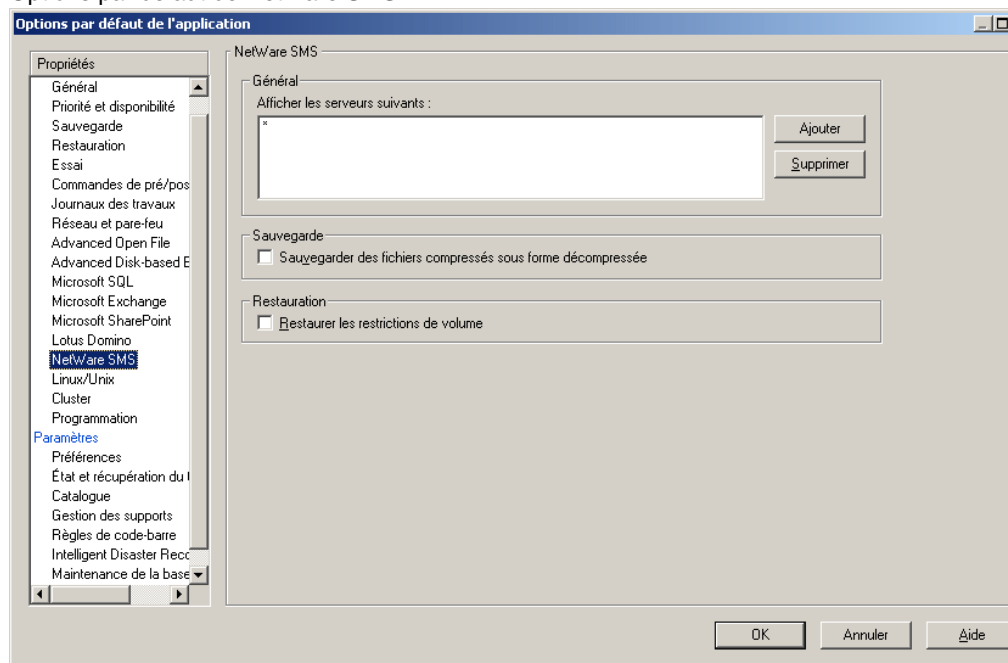 Options par défaut de l'application
Propriétés
Général
Priorité et disponibilité
Sauvegarde
Restauration
Essai
Commandes de pré/pos
Journaux des travaux
Réseau et pare-feu
Advanced Open File
Advanced Disk-based E
Microsoft SQL
Microsoft Exchange
Microsoft SharePoint
Lotus Domino
NetWare SMS
Linux/Unix
Cluster
Programmation
Paramètres
Préférences
État et récupération du
Catalogue
Gestion des supports
Règles de code-barre
Intelligent Disaster Reco
Maintenance de la base
NetWare SMS
Général
Afficher les serveurs suivants :
*
Ajouter
Supprimer
Sauvegarde
Sauvegarder des fichiers compressés sous forme décompressée
Restauration
Restaurer les restrictions de volume
OK
Annuler
Aide